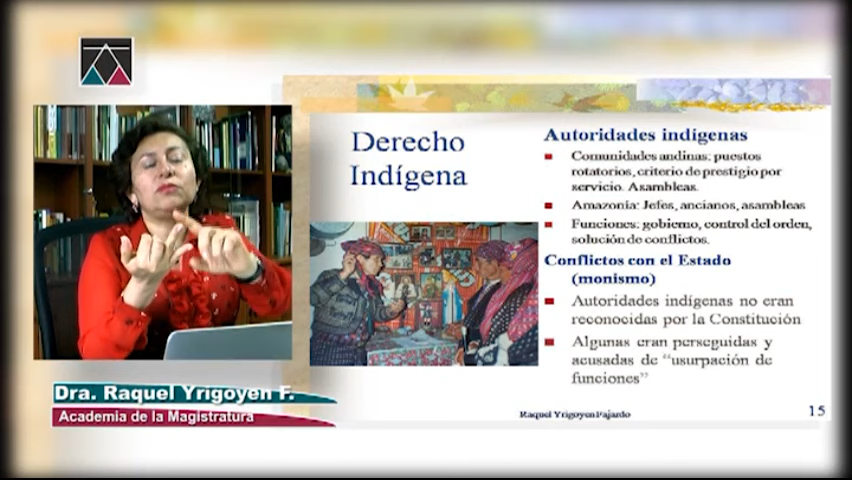 Derecho
Indígena
Autoridades indígenas
Comunidades andinas: puestos
rotatorios, criterio de prestigio por
servicio. Asambleas.
Amazonía: Jefes, ancianos, asambleas
Funciones: gobierno, control del orden,
solución de conflictos.
Conflictos con el Estado
(monismo)
Autoridades indígenas no eran
reconocidas por la Constitución
Algunas eran perseguidas y
acusadas de "usurpación de
funciones"
Raquel Yrigoyen Fajardo
15
Dra. Raquel Yrigoyen F.
Academia de la Magistratura